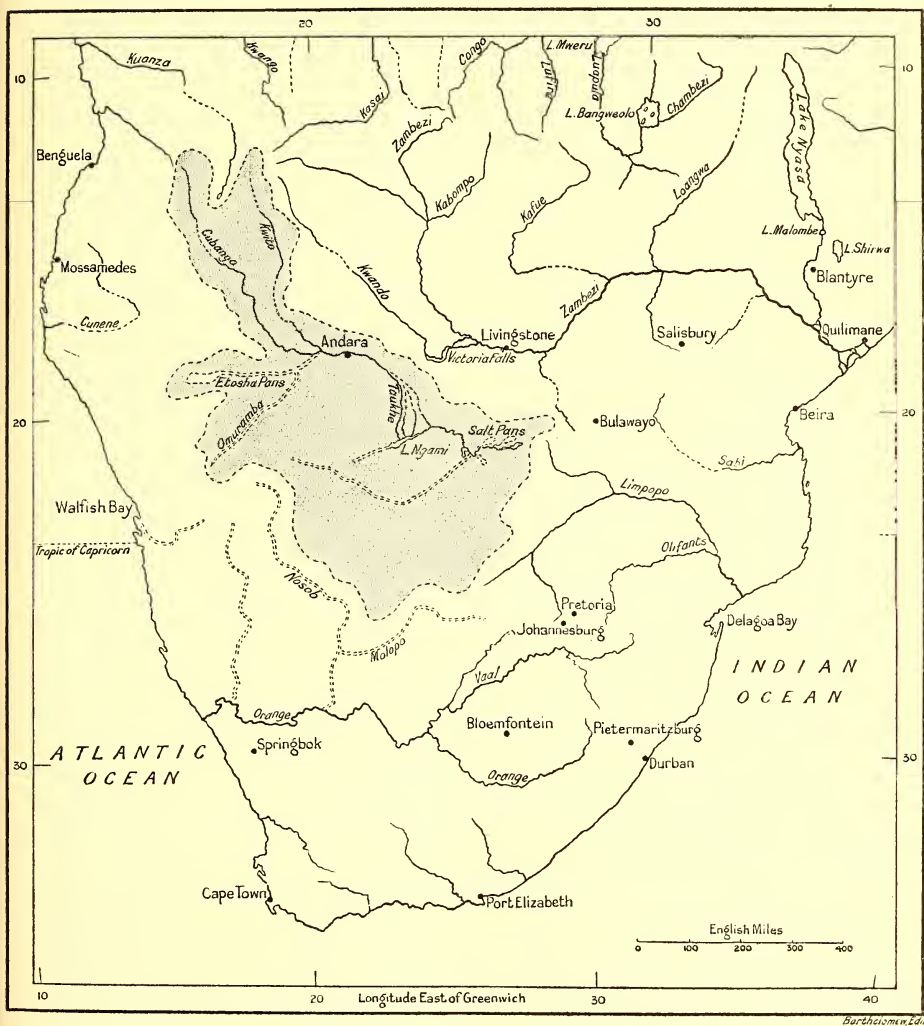 20
30
Kuanza
Kwango
Kasai
Congo
L.Mweru
Lufira
Luapula
10
10
Zambezi
L.Bangweolo
Chambezi
Lake Nyasa
Benguela
Kabompo
Kafue
Loangwa
Cubango
Kwito
Kwando
L.Malombe
L.Shirwa
Mossamedes
Blantyre
Cunene
Zambezi
Andara
Livingstone
Salisbury
Quilimane
Victoria Falls
Etosha Pans
Taukhe
Omuramba
20
20
Salt Pans
Bulawayo
Beira
L.Ngami
Sabi
Limpopo
Walfish Bay
Tropic of Capricorn
Olifants
Nosob
Pretoria
Johannesburg
Delagoa Bay
Molopo
Vaal
INDIAN
OCEAN
Orange
Bloemfontein
Pietermaritzburg
ATLANTIC
OCEAN
Springbok
Durban
30
30
Orange
Cape Town
Port Elizabeth
English Miles
0 100 200 300 400
10
20
Longitude East of Greenwich
30
40